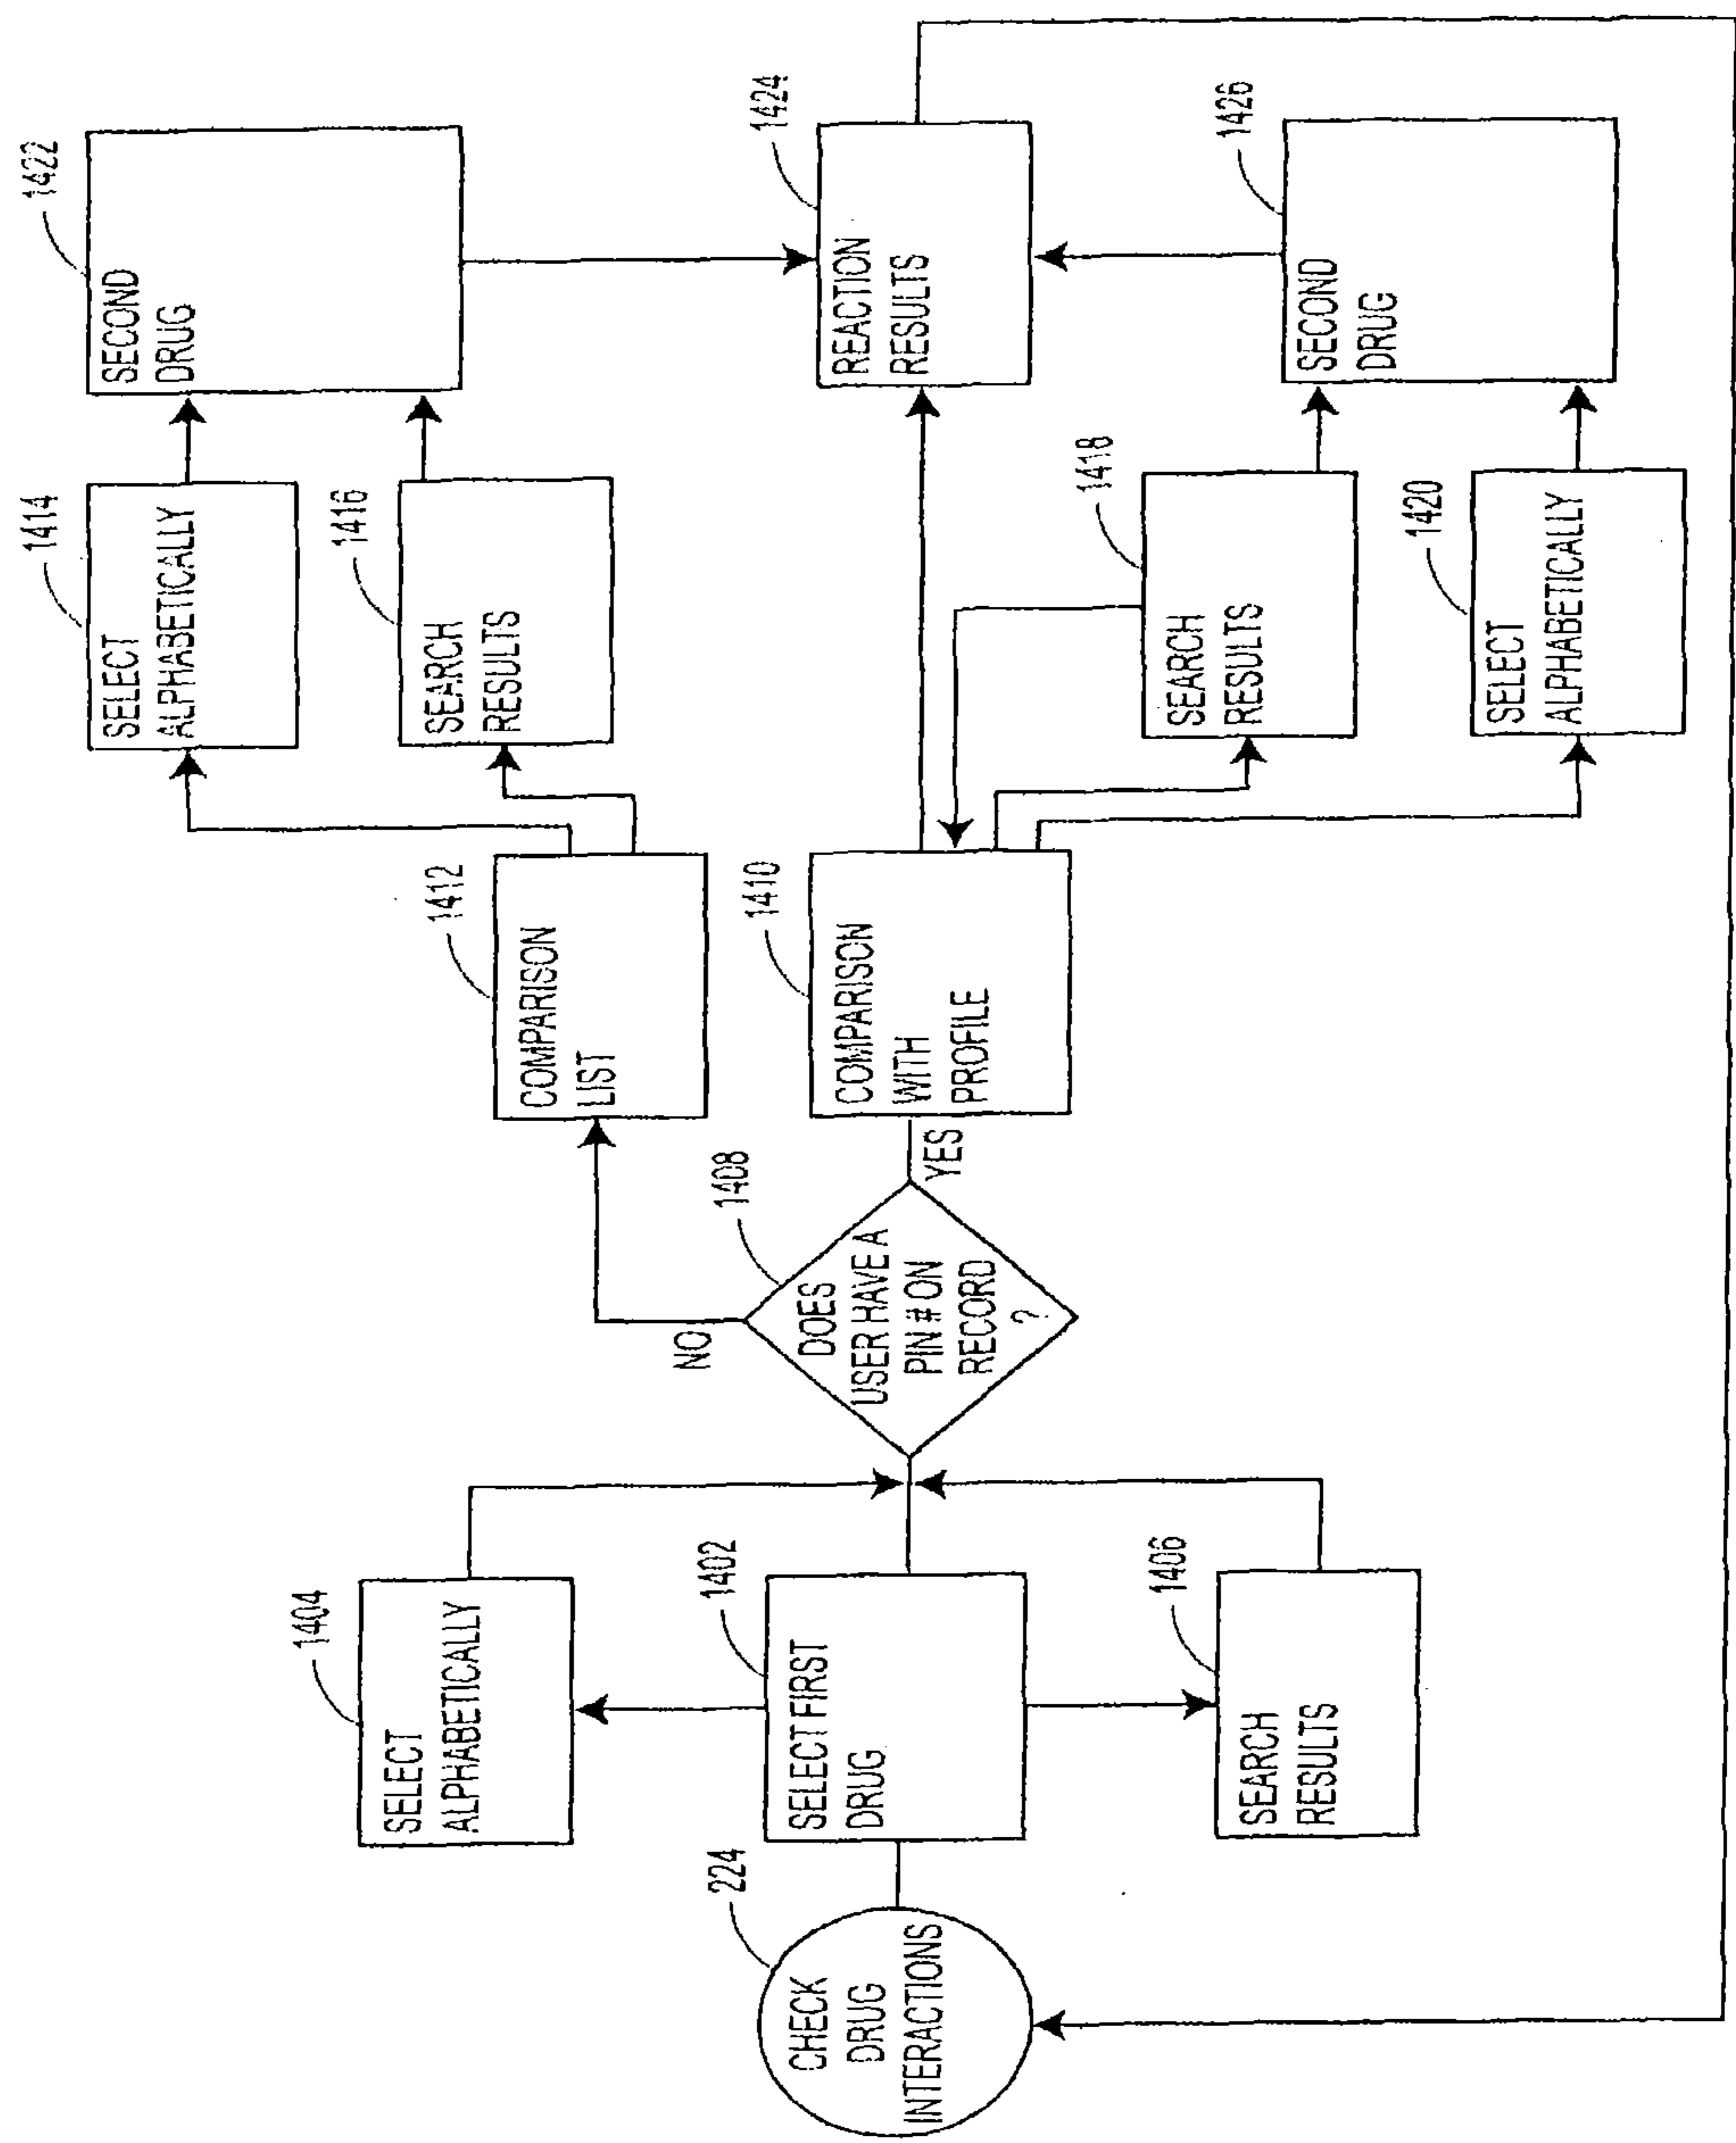 224
CHECK
DRUG
INTERACTIONS
1404
SELECT
ALPHABETICALLY
1402
SELECT FIRST
DRUG
1406
SEARCH
RESULTS
1408
DOES
USER HAVE A
PIN # ON
RECORD
?
NO
YES
1412
COMPARISON
LIST
1410
COMPARISON
WITH
PROFILE
1414
SELECT
ALPHABETICALLY
1416
SEARCH
RESULTS
1418
SEARCH
RESULTS
1420
SELECT
ALPHABETICALLY
1422
SECOND
DRUG
1424
REACTION
RESULTS
1426
SECOND
DRUG